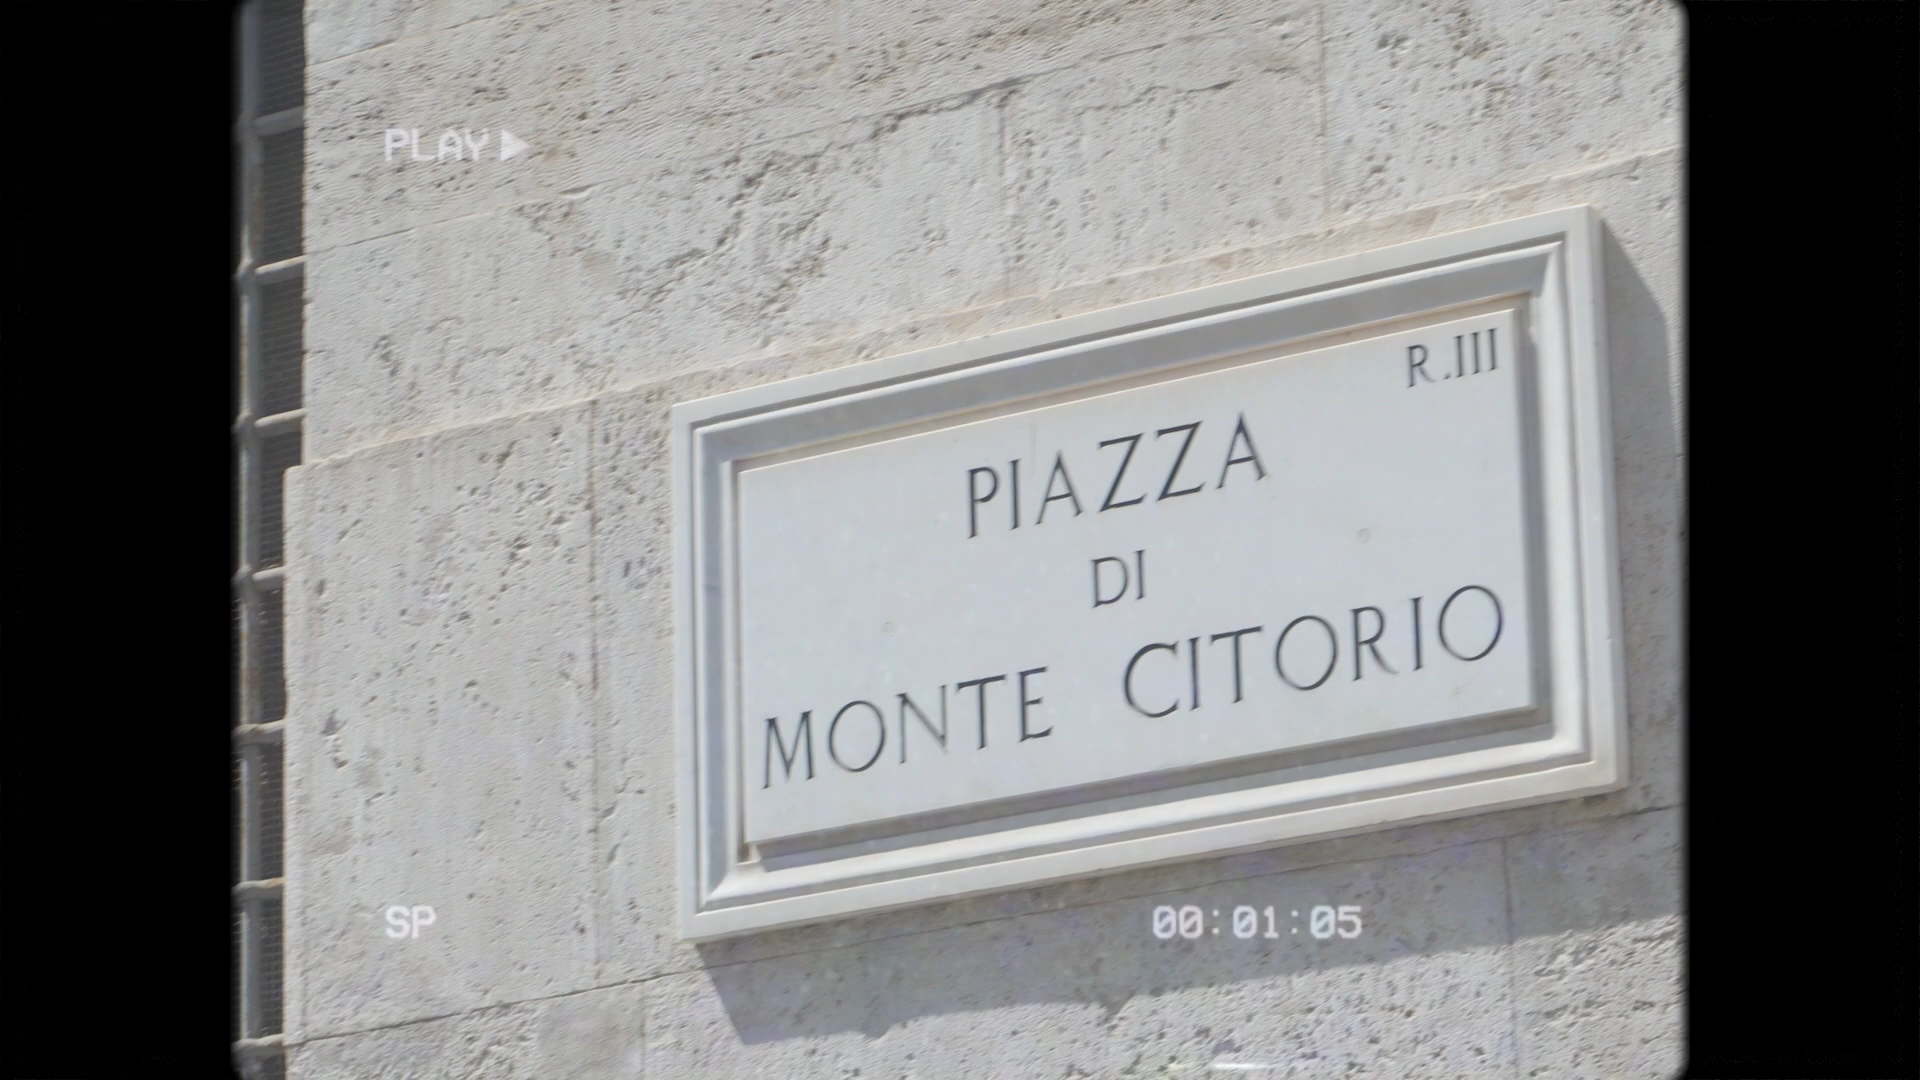 PLAY
R.III
PIAZZA
DI
MONTE CITORIO
SP
00:01:05